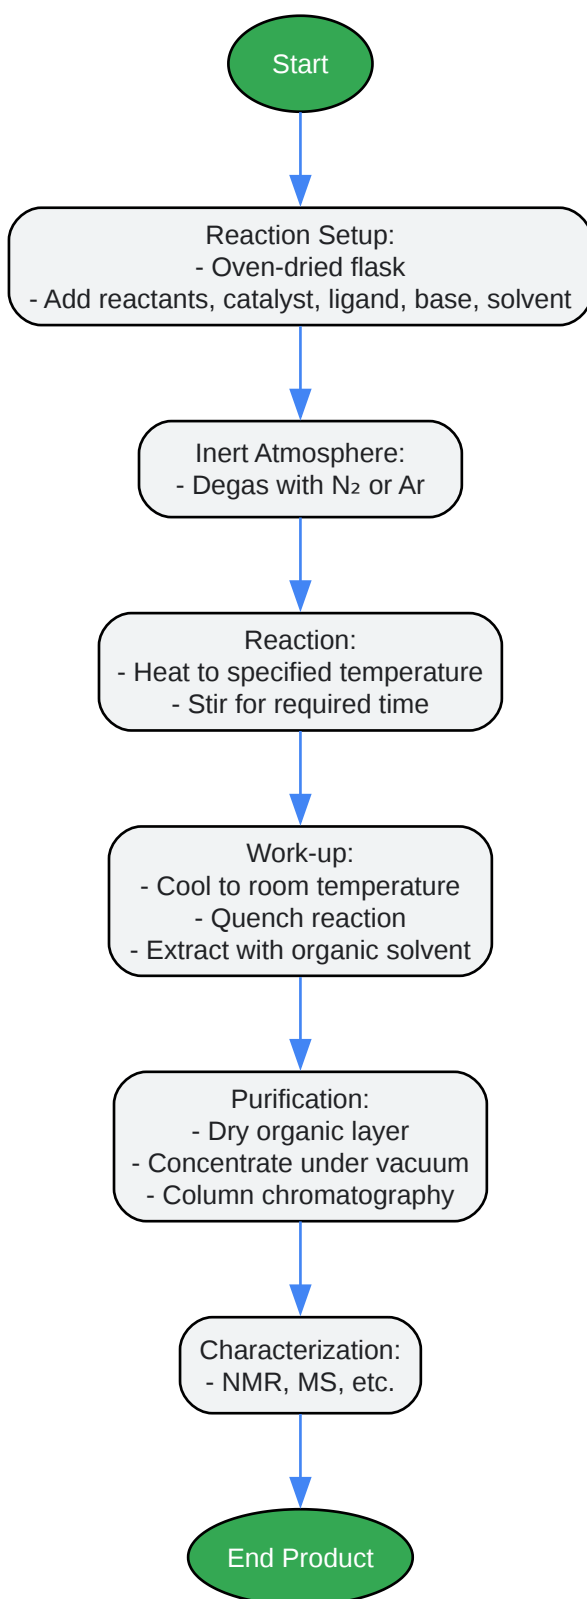 Start
Reaction Setup:
- Oven-dried flask
- Add reactants, catalyst, ligand, base, solvent
Inert Atmosphere:
- Degas with N₂ or Ar
Reaction:
- Heat to specified temperature
- Stir for required time
Work-up:
- Cool to room temperature
- Quench reaction
- Extract with organic solvent
Purification:
- Dry organic layer
- Concentrate under vacuum
- Column chromatography
Characterization:
- NMR, MS, etc.
End Product